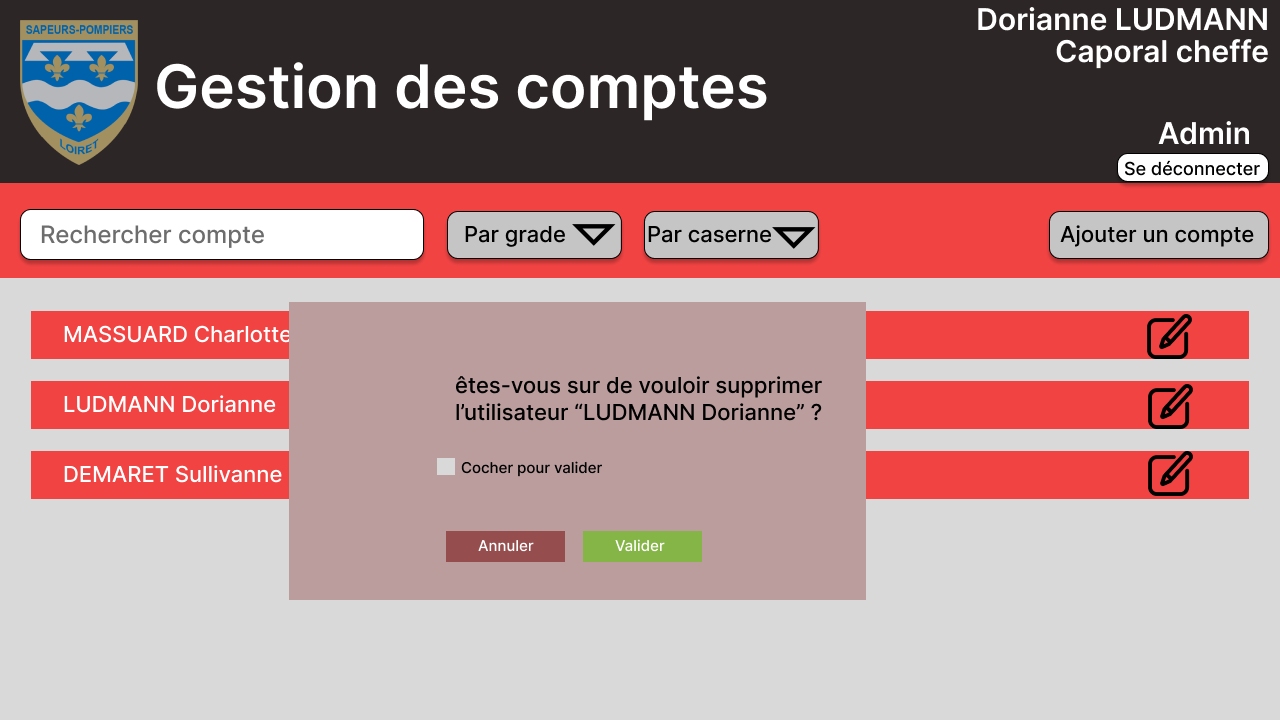 SAPEURS-POMPIERS
LOIRET
Gestion des comptes
Dorianne LUDMANN
Caporal cheffe
Admin
Se déconnecter
Rechercher compte
Par grade
Par caserne
Ajouter un compte
MASSUARD Charlotte
LUDMANN Dorianne
DEMARET Sullivanne
êtes-vous sur de vouloir supprimer
l’utilisateur “LUDMANN Dorianne” ?
Cocher pour valider
Annuler
Valider